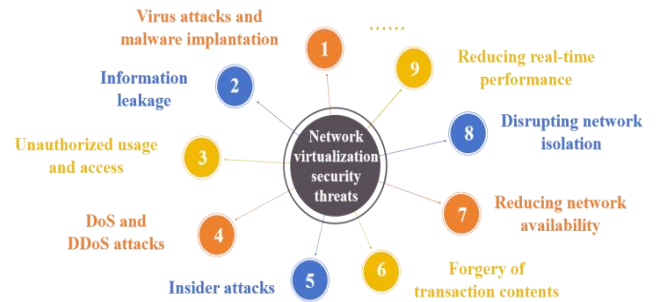 Virus attacks and
malware implantation
1
......
9
Reducing real-time
performance
Information
leakage
2
8
Disrupting network
isolation
Network
virtualization
security
threats
Unauthorized usage
and access
3
7
Reducing network
availability
DoS and
DDoS attacks
4
Insider attacks
5
6
Forgery of
transaction contents